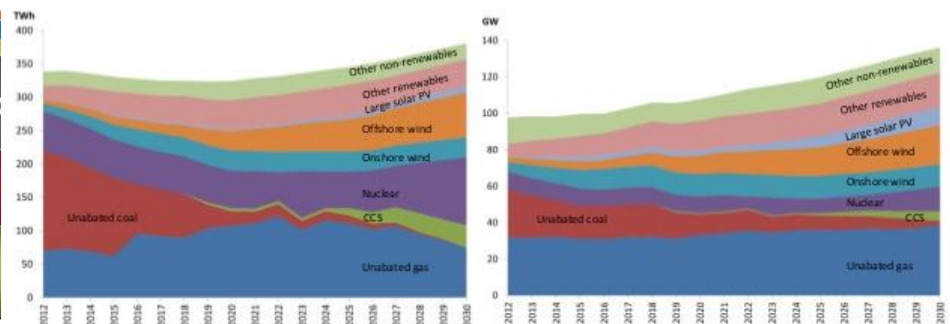 TWh
400
350
300
250
200
150
100
50
0
Other non-renewables
Other renewables
Large solar PV
Offshore wind
Onshore wind
Nuclear
CCS
Unabated coal
Unabated gas
2012
2013
2014
2015
2016
2017
2018
2019
2020
2021
2022
2023
2024
2025
2026
2027
2028
2029
2030
GW
140
120
100
80
60
40
20
0
Other non-renewables
Other renewables
Large solar PV
Offshore wind
Onshore wind
Nuclear
CCS
Unabated coal
Unabated gas
2012
2013
2014
2015
2016
2017
2018
2019
2020
2021
2022
2023
2024
2025
2026
2027
2028
2029
2030